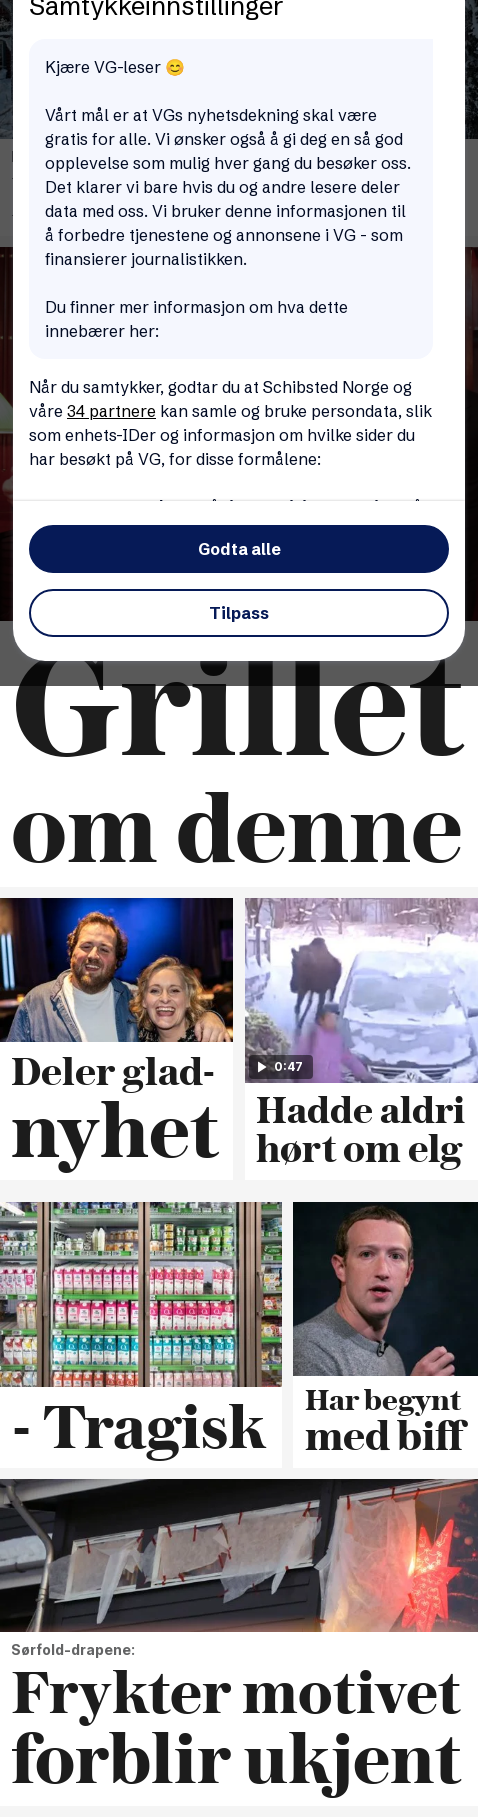 Samtykkeinnstillinger
Kjære VG-leser 😊
Vårt mål er at VGs nyhetsdekning skal være
gratis for alle. Vi ønsker også å gi deg en så god
opplevelse som mulig hver gang du besøker oss.
Det klarer vi bare hvis du og andre lesere deler
data med oss. Vi bruker denne informasjonen til
å forbedre tjenestene og annonsene i VG - som
finansierer journalistikken.
Du finner mer informasjon om hva dette
innebærer her:
Når du samtykker, godtar du at Schibsted Norge og
våre 34 partnere kan samle og bruke persondata, slik
som enhets-IDer og informasjon om hvilke sider du
har besøkt på VG, for disse formålene:
Godta alle
Tilpass
Grillet
om denne
Deler glad-
nyhet
0:47
Hadde aldri
hørt om elg
- Tragisk
Har begynt
med biff
Sørfold-drapene:
Frykter motivet
forblir ukjent